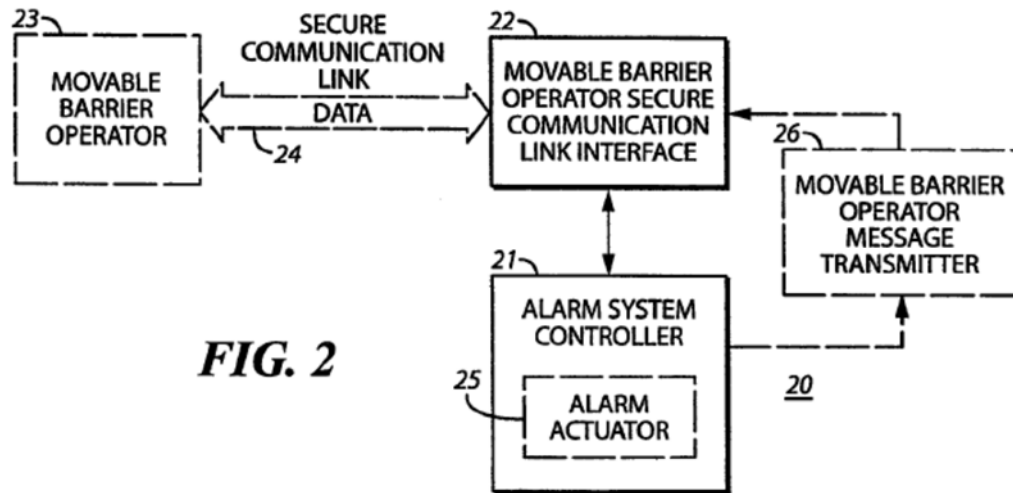 23
MOVABLE
BARRIER
OPERATOR
SECURE
COMMUNICATION
LINK
DATA
24
22
MOVABLE BARRIER
OPERATOR SECURE
COMMUNICATION
LINK INTERFACE
26
MOVABLE BARRIER
OPERATOR
MESSAGE
TRANSMITTER
21
ALARM SYSTEM
CONTROLLER
25
ALARM
ACTUATOR
20
FIG. 2